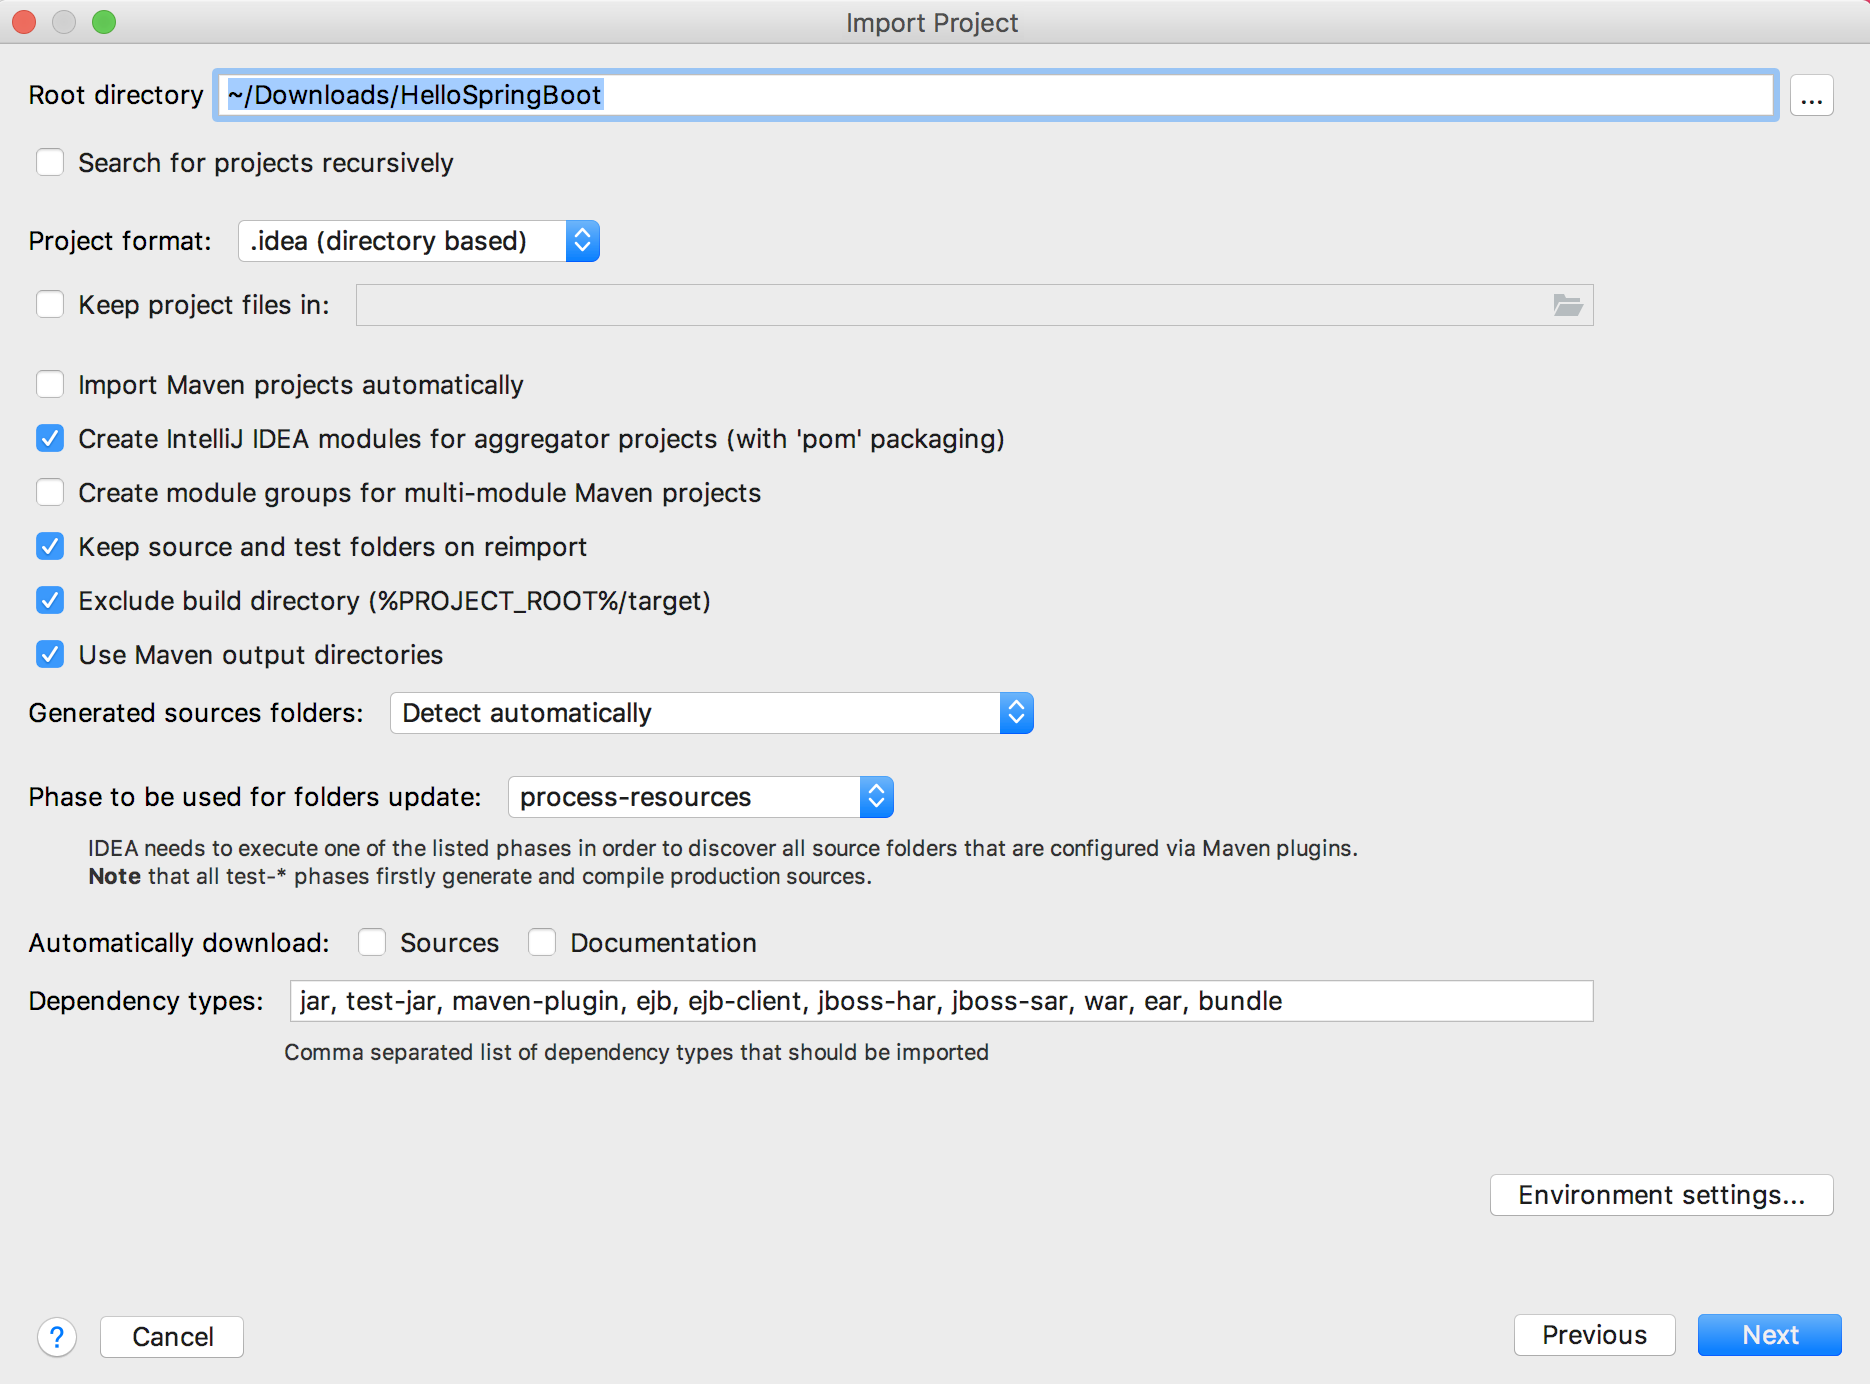 Import Project
Root directory ~/Downloads/HelloSpringBoot ...
Search for projects recursively
Project format: .idea (directory based)
Keep project files in:
Import Maven projects automatically
Create IntelliJ IDEA modules for aggregator projects (with 'pom' packaging)
Create module groups for multi-module Maven projects
Keep source and test folders on reimport
Exclude build directory (%PROJECT_ROOT%/target)
Use Maven output directories
Generated sources folders: Detect automatically
Phase to be used for folders update: process-resources
IDEA needs to execute one of the listed phases in order to discover all source folders that are configured via Maven plugins.
Note that all test-* phases firstly generate and compile production sources.
Automatically download: Sources Documentation
Dependency types: jar, test-jar, maven-plugin, ejb, ejb-client, jboss-har, jboss-sar, war, ear, bundle
Comma separated list of dependency types that should be imported
Environment settings...
? Cancel Previous Next